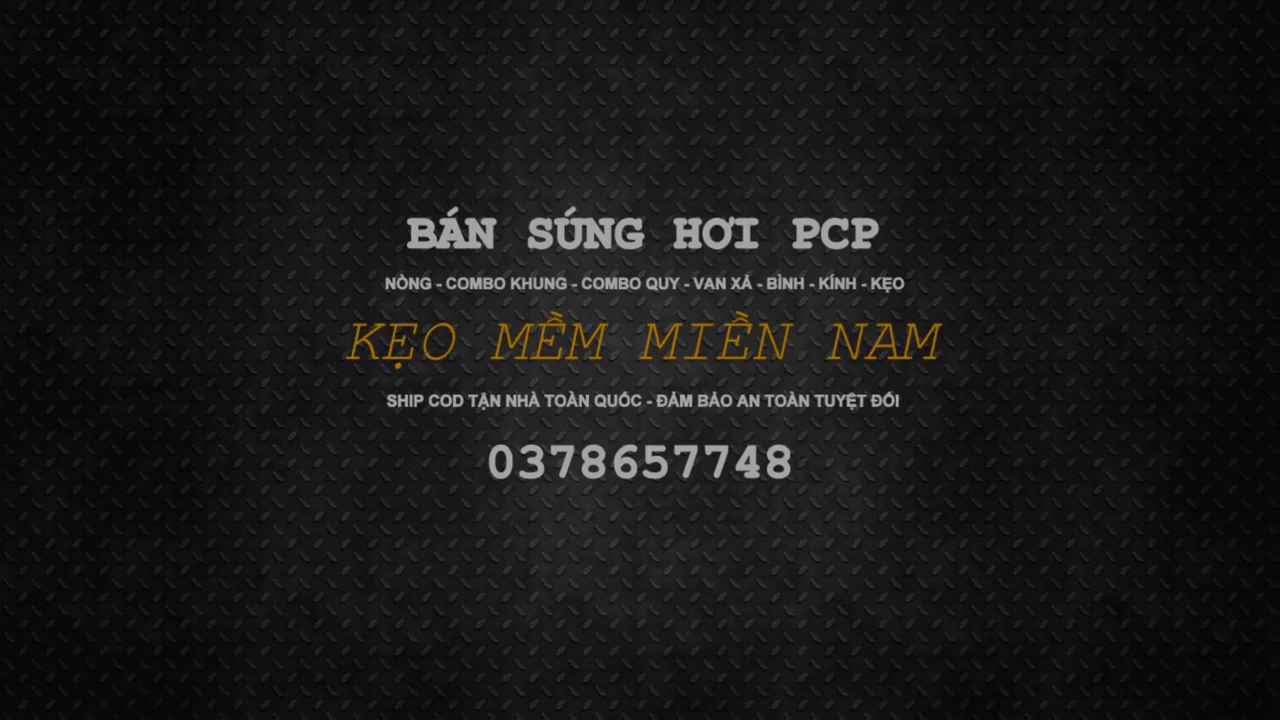 BÁN SÚNG HƠI PCP
NÒNG - COMBO KHUNG - COMBO QUY - VAN XẢ - BÌNH - KÍNH - KẸO
KẸO MỀM MIỀN NAM
SHIP COD TẬN NHÀ TOÀN QUỐC - ĐẢM BẢO AN TOÀN TUYỆT ĐỐI
0378657748